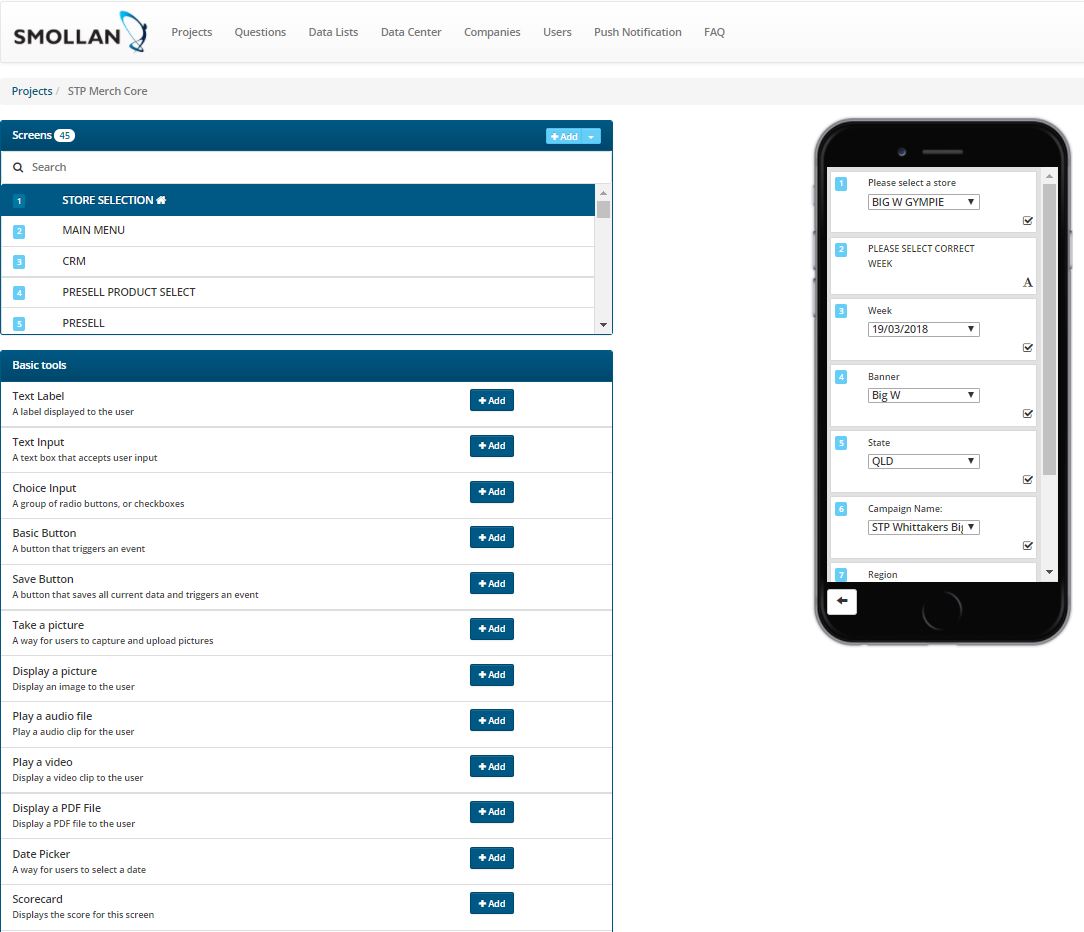 SMOLLAN
Projects Questions Data Lists Data Center Companies Users Push Notification FAQ
Projects / STP Merch Core
Screens 45
Add
Search
1 STORE SELECTION
2 MAIN MENU
3 CRM
4 PRESELL PRODUCT SELECT
5 PRESELL
Basic tools
Text Label
A label displayed to the user
Add
Text Input
A text box that accepts user input
Add
Choice Input
A group of radio buttons, or checkboxes
Add
Basic Button
A button that triggers an event
Add
Save Button
A button that saves all current data and triggers an event
Add
Take a picture
A way for users to capture and upload pictures
Add
Display a picture
Display an image to the user
Add
Play a audio file
Play a audio clip for the user
Add
Play a video
Display a video clip to the user
Add
Display a PDF File
Display a PDF file to the user
Add
Date Picker
A way for users to select a date
Add
Scorecard
Displays the score for this screen
Add
1 Please select a store
BIG W GYMPIE
2 PLEASE SELECT CORRECT
WEEK
A
3 Week
19/03/2018
4 Banner
Big W
5 State
QLD
6 Campaign Name:
STP Whittakers Big
7 Region